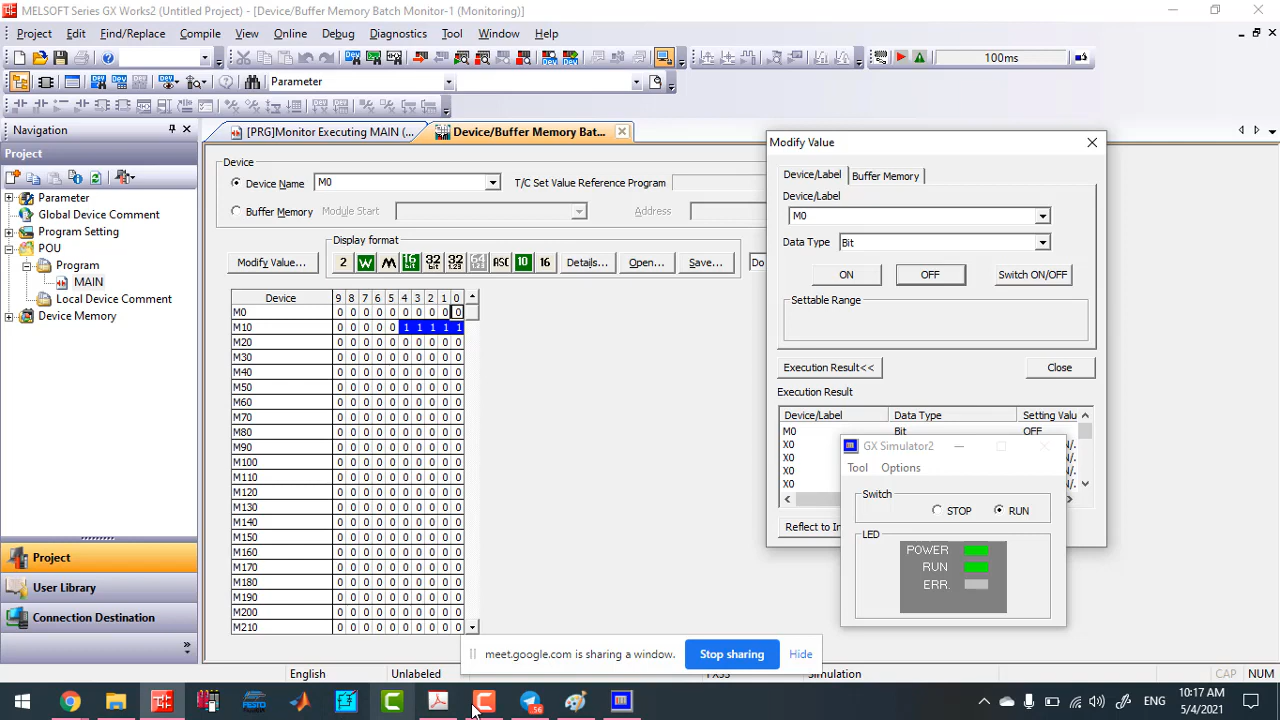 MELSOFT Series GX Works2 (Untitled Project) - [Device/Buffer Memory Batch Monitor-1 (Monitoring)]
Project Edit Find/Replace Compile View Online Debug Diagnostics Tool Window Help
100ms
Parameter
Navigation
[PRG]Monitor Executing MAIN (...
Device/Buffer Memory Bat...
Project
Parameter
Global Device Comment
Program Setting
POU
Program
MAIN
Local Device Comment
Device Memory
Project
User Library
Connection Destination
Device
Device Name M0 T/C Set Value Reference Program
Buffer Memory Module Start Address
Display format
Modify Value... 2 W M 16 bit 32 bit 32 1.23 64 1.23 ASC 10 16 Details... Open... Save... Do
Device 9 8 7 6 5 4 3 2 1 0
M0 0 0 0 0 0 0 0 0 0 0
M10 0 0 0 0 0 1 1 1 1 1
M20 0 0 0 0 0 0 0 0 0 0
M30 0 0 0 0 0 0 0 0 0 0
M40 0 0 0 0 0 0 0 0 0 0
M50 0 0 0 0 0 0 0 0 0 0
M60 0 0 0 0 0 0 0 0 0 0
M70 0 0 0 0 0 0 0 0 0 0
M80 0 0 0 0 0 0 0 0 0 0
M90 0 0 0 0 0 0 0 0 0 0
M100 0 0 0 0 0 0 0 0 0 0
M110 0 0 0 0 0 0 0 0 0 0
M120 0 0 0 0 0 0 0 0 0 0
M130 0 0 0 0 0 0 0 0 0 0
M140 0 0 0 0 0 0 0 0 0 0
M150 0 0 0 0 0 0 0 0 0 0
M160 0 0 0 0 0 0 0 0 0 0
M170 0 0 0 0 0 0 0 0 0 0
M180 0 0 0 0 0 0 0 0 0 0
M190 0 0 0 0 0 0 0 0 0 0
M200 0 0 0 0 0 0 0 0 0 0
M210 0 0 0 0 0 0 0 0 0 0
Modify Value
Device/Label Buffer Memory
Device/Label
M0
Data Type Bit
ON OFF Switch ON/OFF
Settable Range
Execution Result<< Close
Execution Result
Device/Label Data Type Setting Valu
M0 Bit OFF
X0 N/.
X0 N/.
X0 N/.
X0 N/.
Reflect to In
GX Simulator2
Tool Options
Switch
STOP RUN
LED
POWER
RUN
ERR.
meet.google.com is sharing a window. Stop sharing Hide
English Unlabeled Simulation CAP NUM
FESTO 56 ENG 10:17 AM
5/4/2021